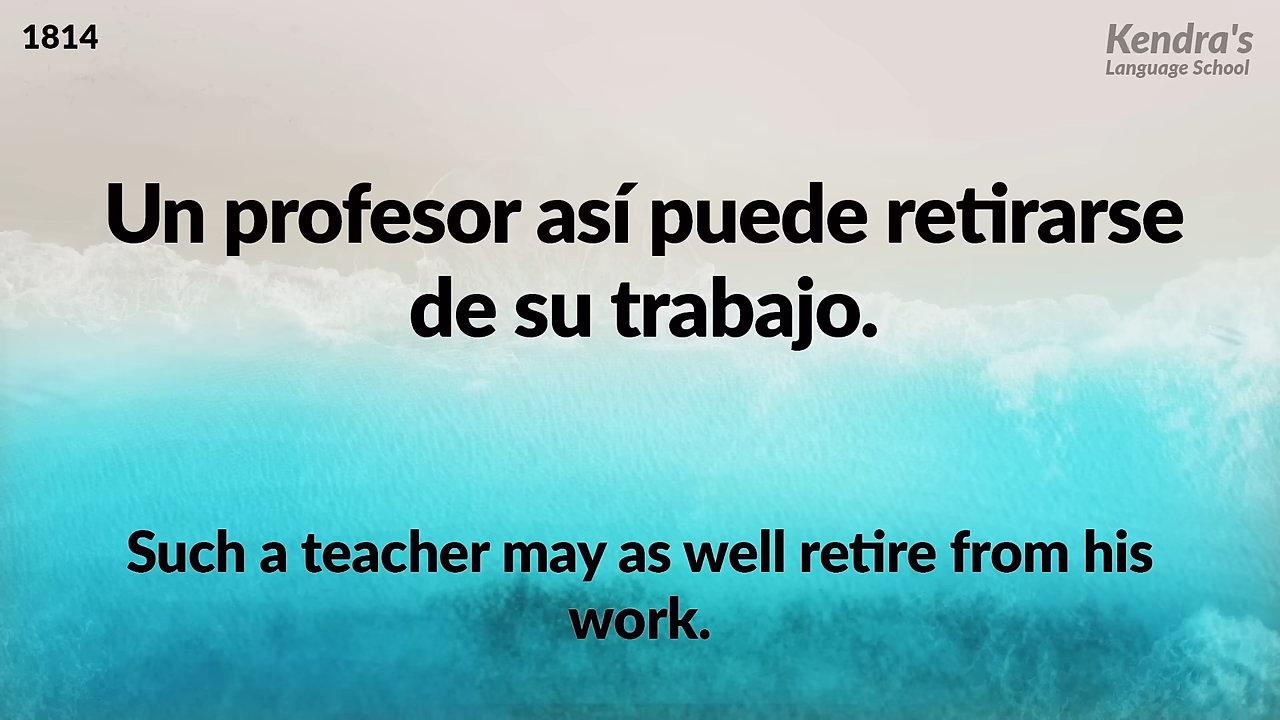 1814
Kendra's
Language School
Un profesor así puede retirarse
de su trabajo.
Such a teacher may as well retire from his
work.